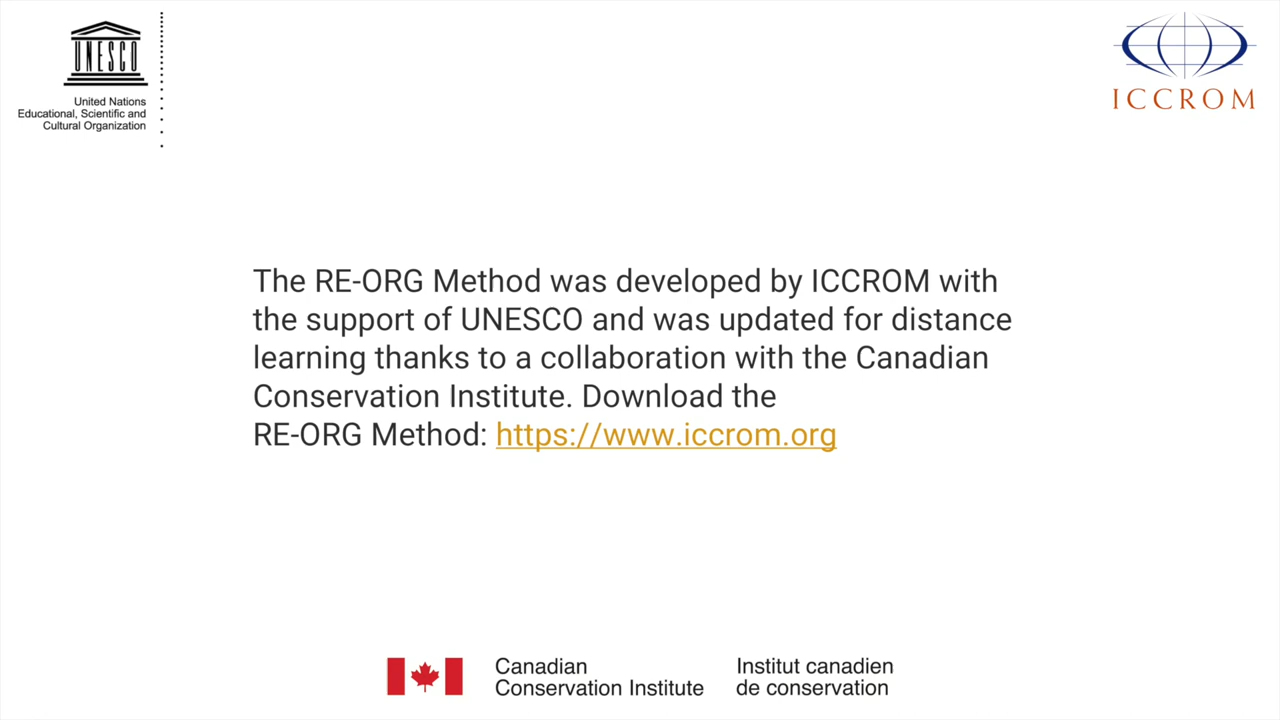 UNESCO
United Nations
Educational, Scientific and
Cultural Organization
ICCROM
The RE-ORG Method was developed by ICCROM with
the support of UNESCO and was updated for distance
learning thanks to a collaboration with the Canadian
Conservation Institute. Download the
RE-ORG Method: https://www.iccrom.org
Canadian
Conservation Institute
Institut canadien
de conservation